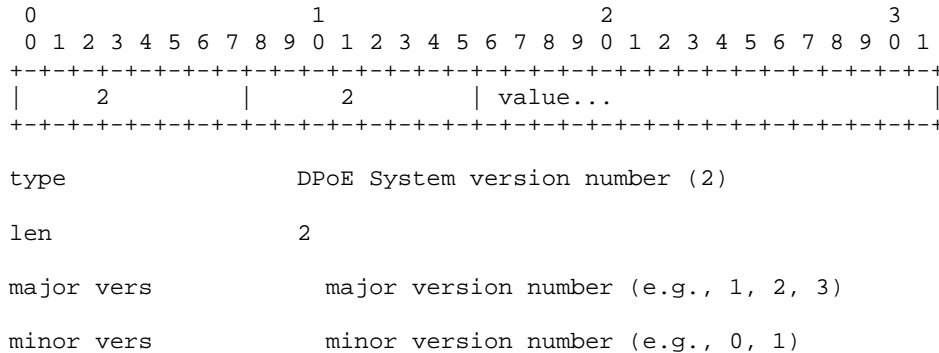 0                   1                   2                   3
 0 1 2 3 4 5 6 7 8 9 0 1 2 3 4 5 6 7 8 9 0 1 2 3 4 5 6 7 8 9 0 1
+-+-+-+-+-+-+-+-+-+-+-+-+-+-+-+-+-+-+-+-+-+-+-+-+-+-+-+-+-+-+-+-+
|     2         |      2        | value...                      |
+-+-+-+-+-+-+-+-+-+-+-+-+-+-+-+-+-+-+-+-+-+-+-+-+-+-+-+-+-+-+-+-+
type                DPoE System version number (2)
len                 2
major vers            major version number (e.g., 1, 2, 3)
minor vers            minor version number (e.g., 0, 1)